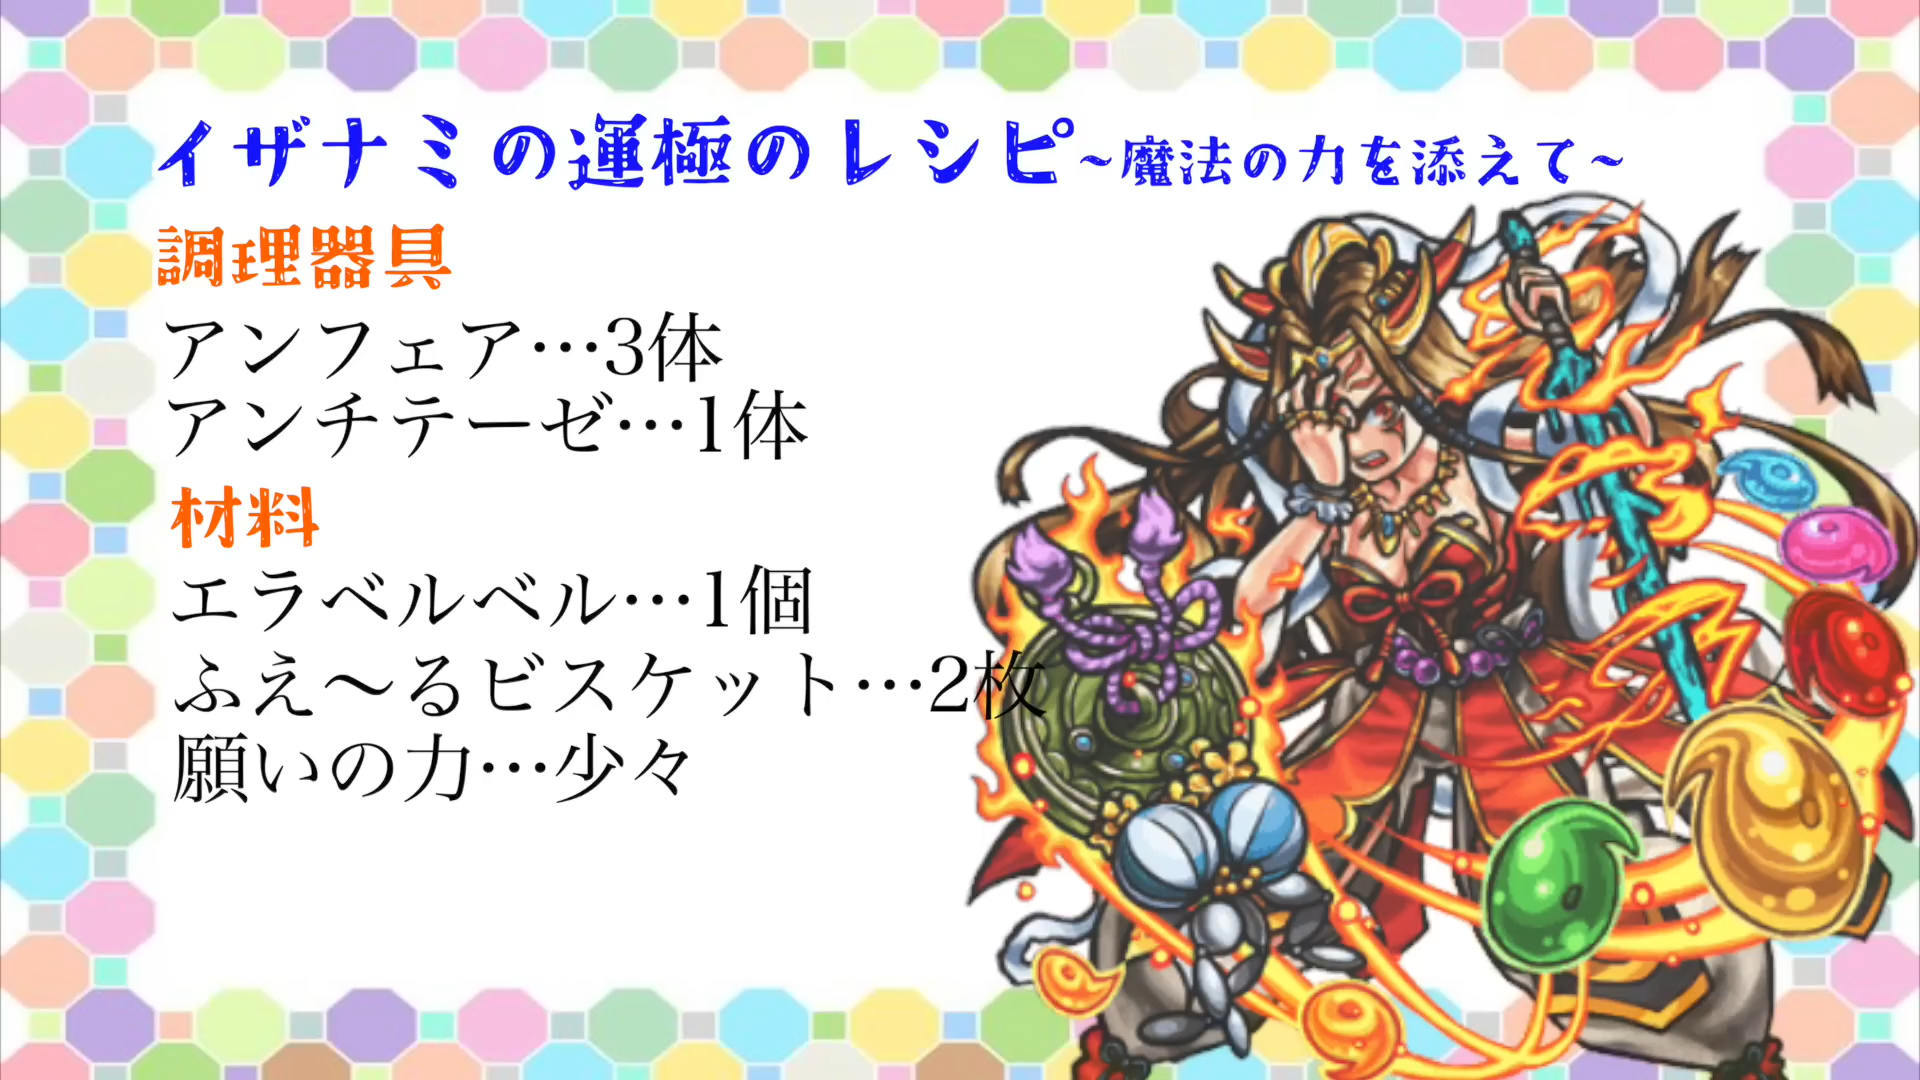 イザナミの運極のレシピ~魔法の力を添えて~
調理器具
アンフェア…3体
アンチテーゼ…1体
材料
エラベルベル…1個
ふえ〜るビスケット…2枚
願いの力…少々